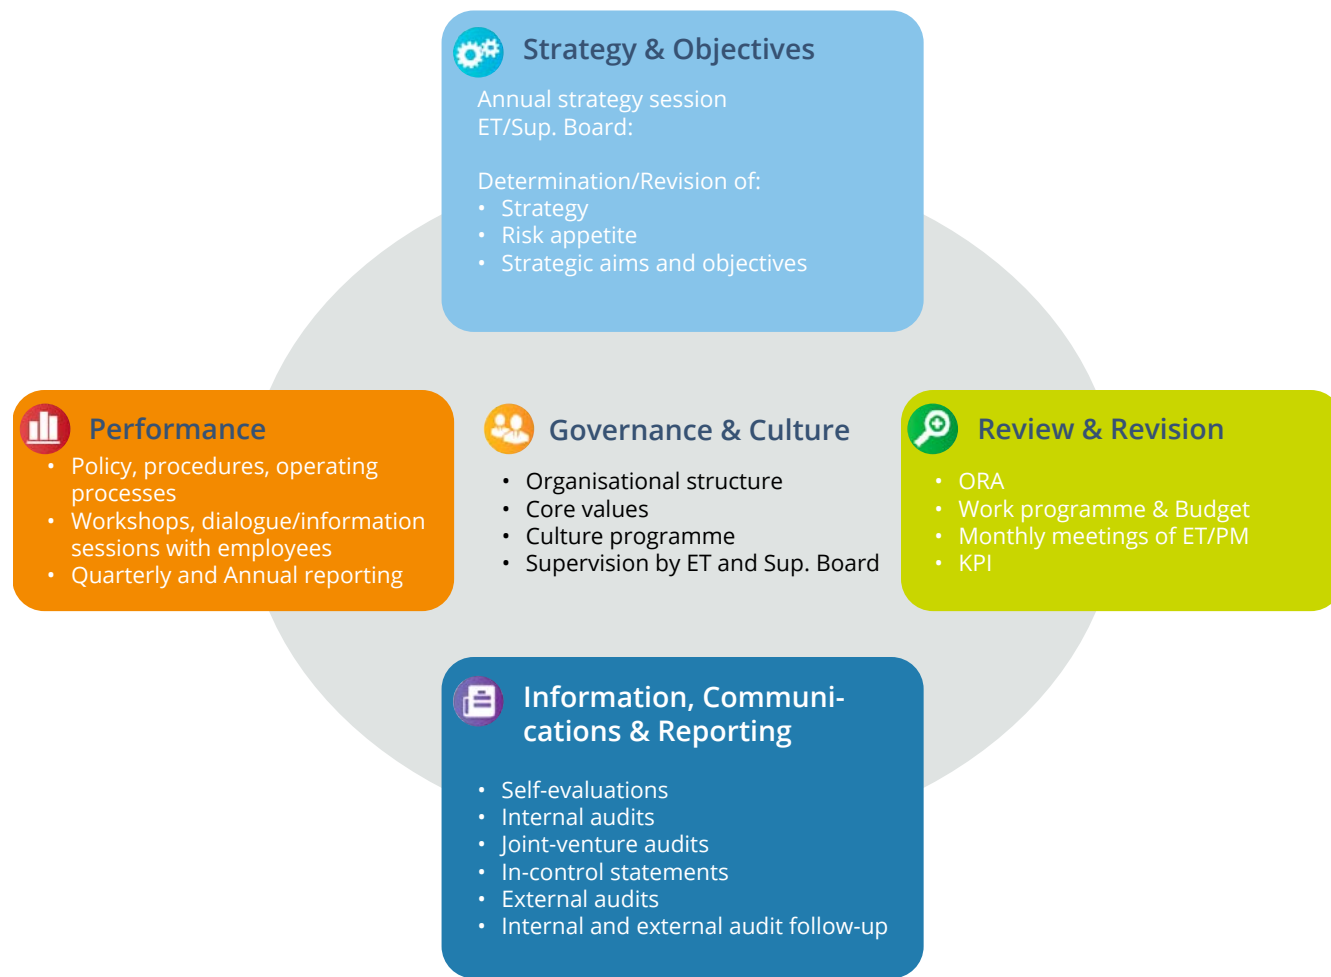 Strategy & Objectives
Annual strategy session
ET/Sup. Board:
Determination/Revision of:
• Strategy
• Risk appetite
• Strategic aims and objectives
Performance
• Policy, procedures, operating
processes
• Workshops, dialogue/information
sessions with employees
• Quarterly and Annual reporting
Governance & Culture
• Organisational structure
• Core values
• Culture programme
• Supervision by ET and Sup. Board
Review & Revision
• ORA
• Work programme & Budget
• Monthly meetings of ET/PM
• KPI
Information, Communi-
cations & Reporting
• Self-evaluations
• Internal audits
• Joint-venture audits
• In-control statements
• External audits
• Internal and external audit follow-up